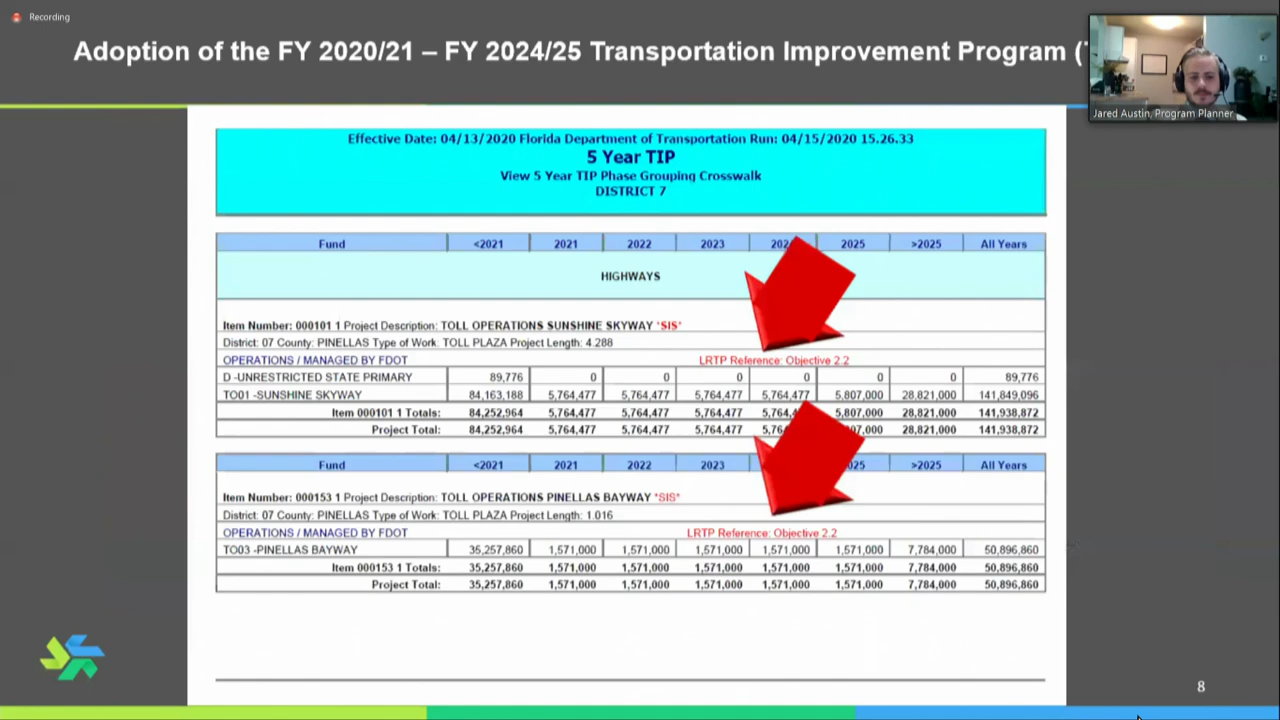 Recording
Adoption of the FY 2020/21 – FY 2024/25 Transportation Improvement Program (
Jared Austin, Program Planner
Effective Date: 04/13/2020 Florida Department of Transportation Run: 04/15/2020 15.26.33
5 Year TIP
View 5 Year TIP Phase Grouping Crosswalk
DISTRICT 7
Fund <2021 2021 2022 2023 202 2025 >2025 All Years
HIGHWAYS
Item Number: 000101 1 Project Description: TOLL OPERATIONS SUNSHINE SKYWAY *SIS*
District: 07 County: PINELLAS Type of Work: TOLL PLAZA Project Length: 4.288
OPERATIONS / MANAGED BY FDOT LRTP Reference: Objective 2.2
D -UNRESTRICTED STATE PRIMARY 89,776 0 0 0 0 0 0 89,776
TO01 -SUNSHINE SKYWAY 84,163,188 5,764,477 5,764,477 5,764,477 5,764,477 5,807,000 28,821,000 141,849,096
Item 000101 1 Totals: 84,252,964 5,764,477 5,764,477 5,764,477 5,764,4 5,807,000 28,821,000 141,938,872
Project Total: 84,252,964 5,764,477 5,764,477 5,764,477 5,76 07,000 28,821,000 141,938,872
Fund <2021 2021 2022 2023 025 >2025 All Years
Item Number: 000153 1 Project Description: TOLL OPERATIONS PINELLAS BAYWAY *SIS*
District: 07 County: PINELLAS Type of Work: TOLL PLAZA Project Length: 1.016
OPERATIONS / MANAGED BY FDOT LRTP Reference: Objective 2.2
TO03 -PINELLAS BAYWAY 35,257,860 1,571,000 1,571,000 1,571,000 1,571,000 1,571,000 7,784,000 50,896,860
Item 000153 1 Totals: 35,257,860 1,571,000 1,571,000 1,571,000 1,571,000 1,571,000 7,784,000 50,896,860
Project Total: 35,257,860 1,571,000 1,571,000 1,571,000 1,571,000 1,571,000 7,784,000 50,896,860
8